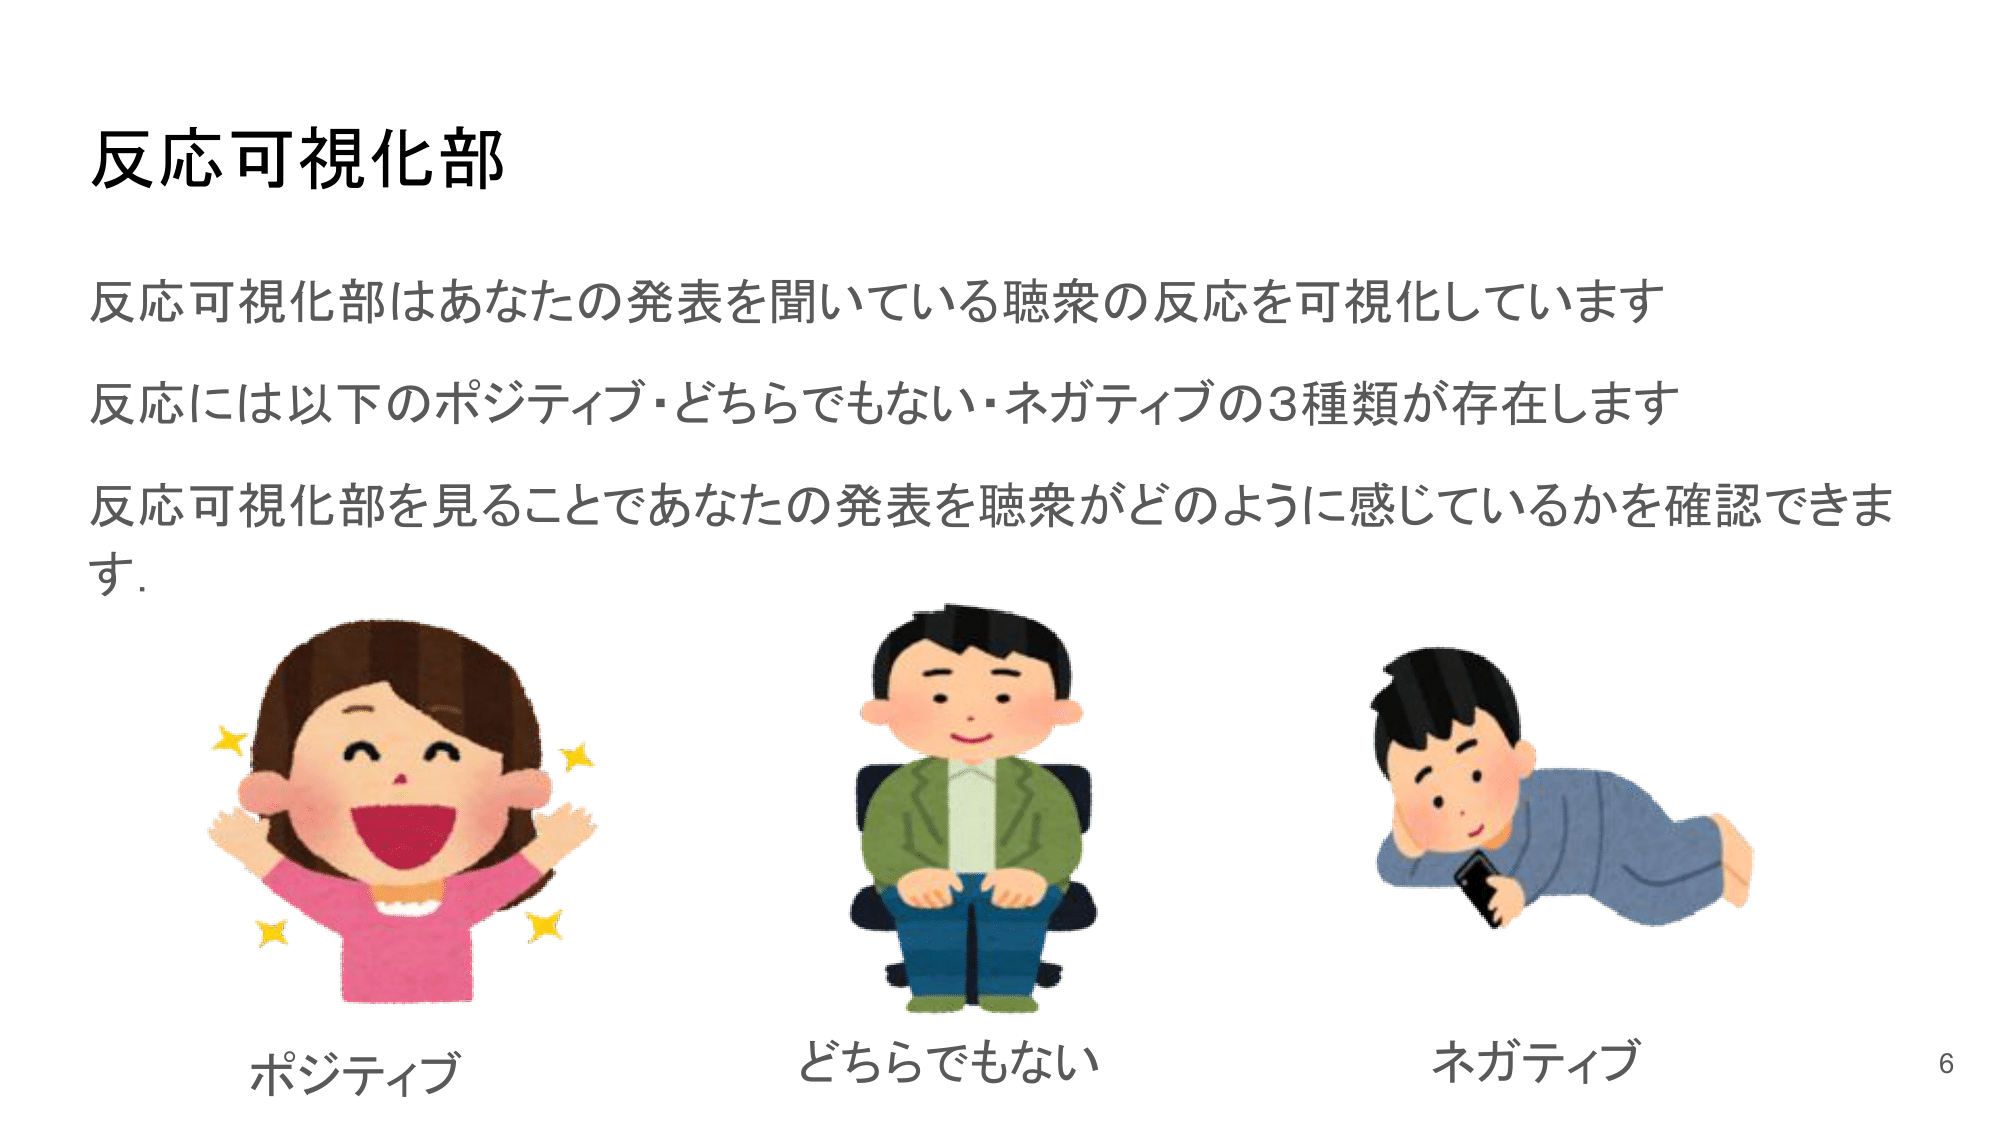 反応可視化部
反応可視化部はあなたの発表を聞いている聴衆の反応を可視化しています
反応には以下のポジティブ・どちらでもない・ネガティブの3種類が存在します
反応可視化部を見ることであなたの発表を聴衆がどのように感じているかを確認できま
す.
ポジティブ
どちらでもない
ネガティブ
6